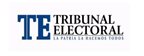 TE TRIBUNAL
ELECTORAL
LA PATRIA LA HACEMOS TODOS